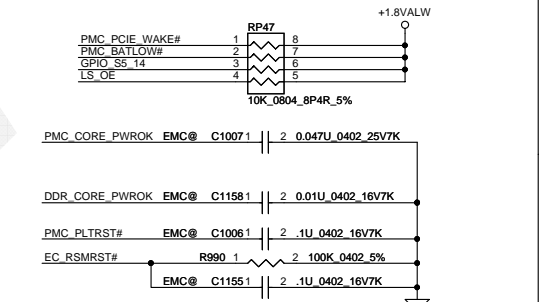 +1.8VALW
RP47
PMC_PCIE_WAKE# 1 8
PMC_BATLOW# 2 7
GPIO_S5_14 3 6
LS_OE 4 5
10K_0804_8P4R_5%
PMC_CORE_PWROK EMC@ C1007 1 2 0.047U_0402_25V7K
DDR_CORE_PWROK EMC@ C1158 1 2 0.01U_0402_16V7K
PMC_PLTRST# EMC@ C1006 1 2 .1U_0402_16V7K
EC_RSMRST# R990 1 2 100K_0402_5%
EMC@ C1155 1 2 .1U_0402_16V7K